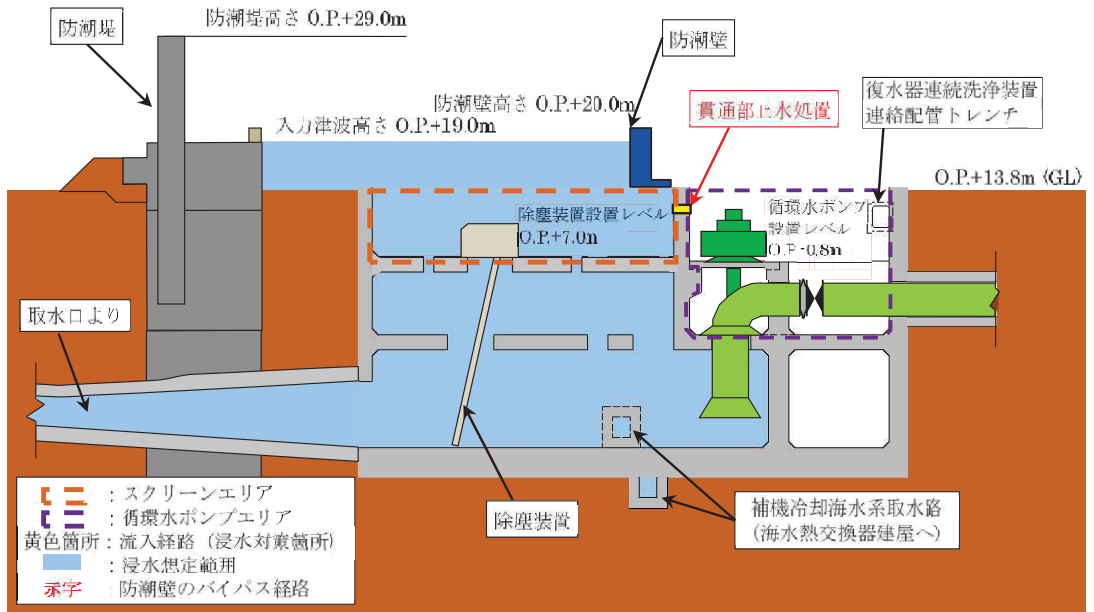 防潮堤
防潮堤高さ O.P.+29.0m
防潮壁
防潮壁高さ O.P.+20.0m
入力津波高さ O.P.+19.0m
貫通部止水処置
復水器連続洗浄装置
連絡配管トレンチ
O.P.+13.8m (GL)
除塵装置設置レベル
O.P.+7.0m
循環水ポンプ
設置レベル
O.P.-0.8m
取水口より
除塵装置
補機冷却海水系取水路
(海水熱交換器建屋へ)
：スクリーンエリア
：循環水ポンプエリア
黄色箇所：流入経路（浸水対策箇所）
：浸水想定範囲
赤字：防潮壁のバイパス経路